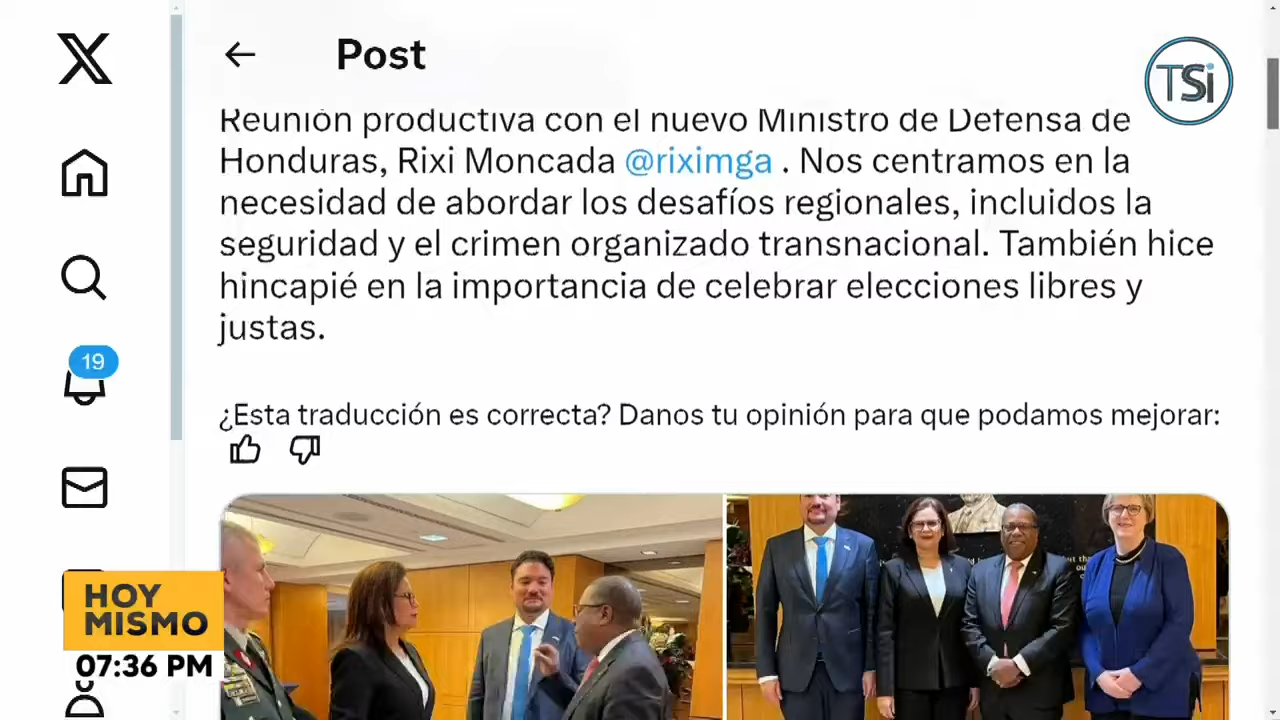 Post
TSi
Reunión productiva con el nuevo Ministro de Defensa de
Honduras, Rixi Moncada @riximga . Nos centramos en la
necesidad de abordar los desafíos regionales, incluidos la
seguridad y el crimen organizado transnacional. También hice
hincapié en la importancia de celebrar elecciones libres y
justas.
19
¿Esta traducción es correcta? Danos tu opinión para que podamos mejorar:
HOY
MISMO
07:36 PM